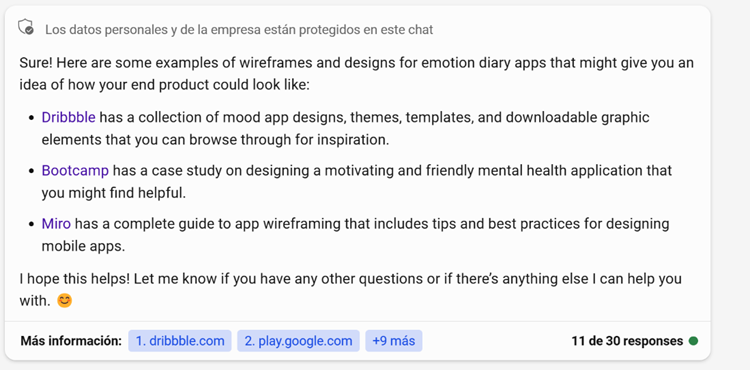 Los datos personales y de la empresa están protegidos en este chat
Sure! Here are some examples of wireframes and designs for emotion diary apps that might give you an
idea of how your end product could look like:
• Dribbble has a collection of mood app designs, themes, templates, and downloadable graphic
elements that you can browse through for inspiration.
• Bootcamp has a case study on designing a motivating and friendly mental health application that
you might find helpful.
• Miro has a complete guide to app wireframing that includes tips and best practices for designing
mobile apps.
I hope this helps! Let me know if you have any other questions or if there’s anything else I can help you
with. 😊
Más información: 1. dribbble.com 2. play.google.com +9 más 11 de 30 responses